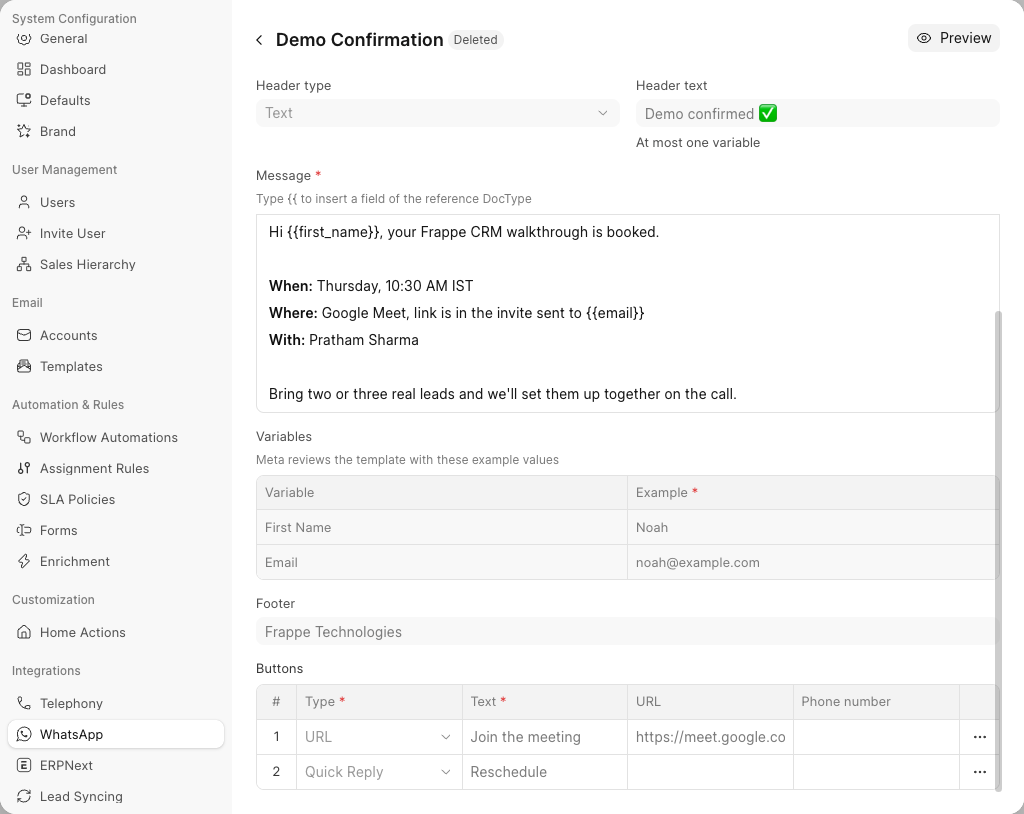 System Configuration
General
Dashboard
Defaults
Brand
User Management
Users
Invite User
Sales Hierarchy
Email
Accounts
Templates
Automation & Rules
Workflow Automations
Assignment Rules
SLA Policies
Forms
Enrichment
Customization
Home Actions
Integrations
Telephony
WhatsApp
ERPNext
Lead Syncing
Demo Confirmation Deleted
Preview
Header type Header text
Text Demo confirmed ✅
At most one variable
Message *
Type {{ to insert a field of the reference DocType
Hi {{first_name}}, your Frappe CRM walkthrough is booked.
When: Thursday, 10:30 AM IST
Where: Google Meet, link is in the invite sent to {{email}}
With: Pratham Sharma
Bring two or three real leads and we'll set them up together on the call.
Variables
Meta reviews the template with these example values
Variable Example *
First Name Noah
Email noah@example.com
Footer
Frappe Technologies
Buttons
# Type * Text * URL Phone number
1 URL Join the meeting https://meet.google.co
2 Quick Reply Reschedule